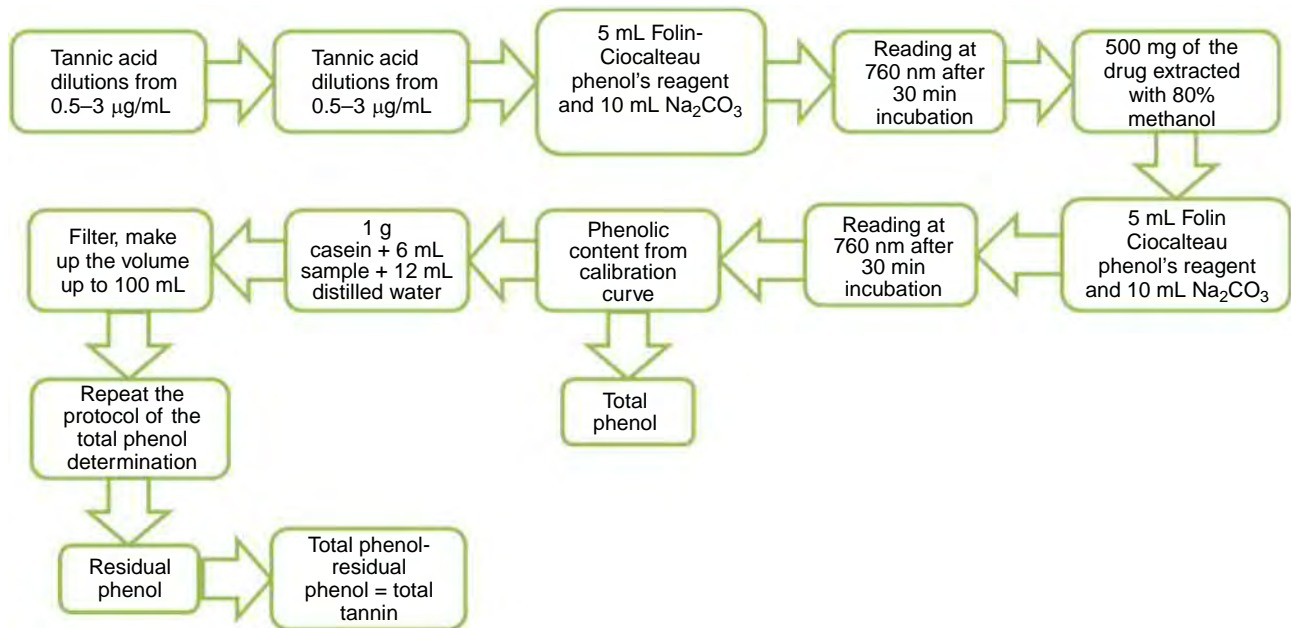 Tannic acid
dilutions from
0.5–3 μg/mL
Tannic acid
dilutions from
0.5–3 μg/mL
5 mL Folin-
Ciocalteau
phenol’s reagent
and 10 mL Na₂CO₃
Reading at
760 nm after
30 min
incubation
500 mg of the
drug extracted
with 80%
methanol
5 mL Folin
Ciocalteau
phenol’s reagent
and 10 mL Na₂CO₃
Reading at
760 nm after
30 min
incubation
Phenolic
content from
calibration
curve
Total
phenol
1 g
casein + 6 mL
sample + 12 mL
distilled water
Filter, make
up the volume
up to 100 mL
Repeat the
protocol of the
total phenol
determination
Residual
phenol
Total phenol-
residual
phenol = total
tannin